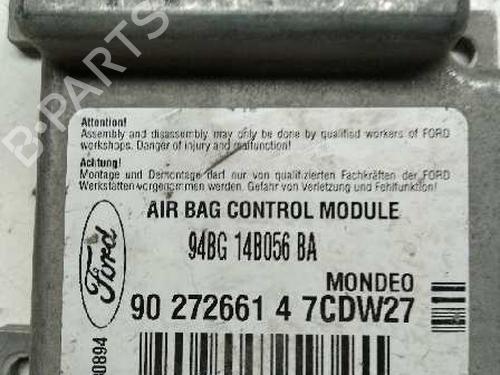 Attention!
Assembly and disassembly may only be done by qualified workers of FORD
workshops. Danger of injury and malfunction!
Achtung!
Montage und Demontage darf nur von qualifizierten Fachkräften der FORD
Werkstätten vorgenommen werden. Gefahr von Verletzung und Fehlfunktion!
AIR BAG CONTROL MODULE
94BG 14B056 BA
MONDEO
Ford
90 272661 4 7CDW27
0894
B-PARTS